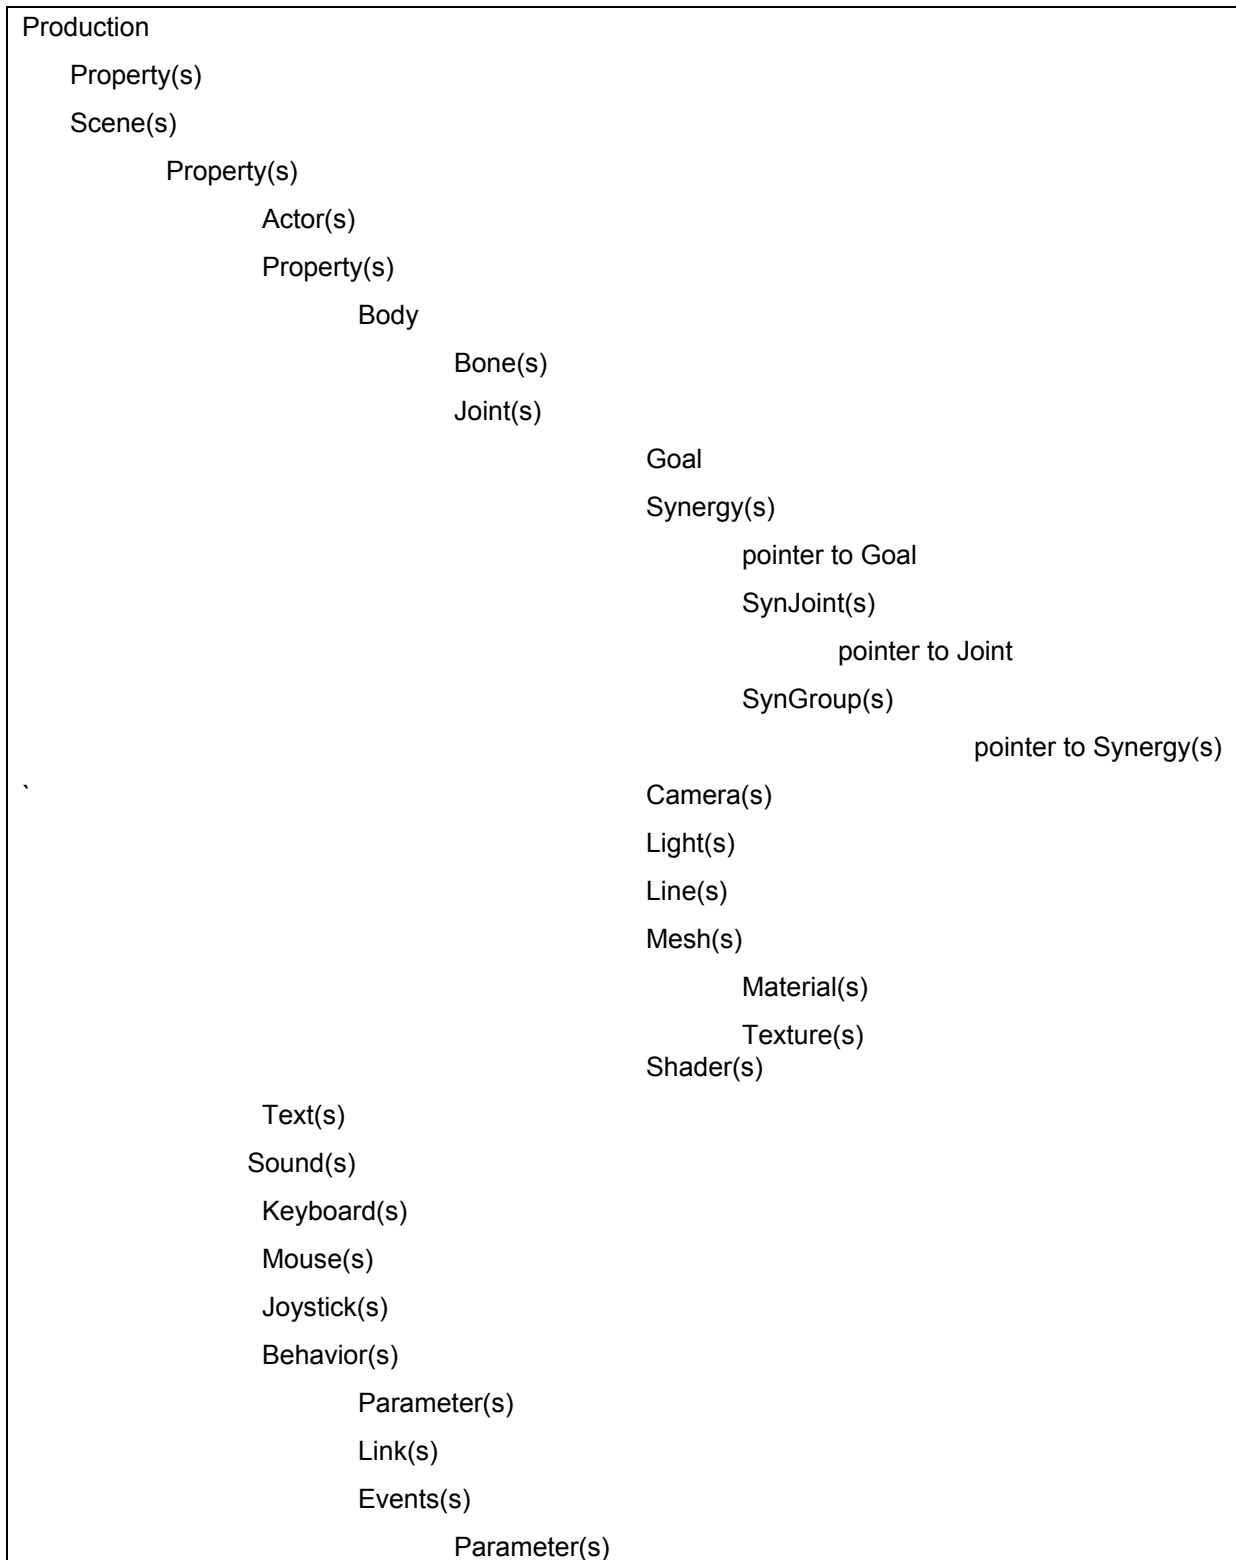 Production
Property(s)
Scene(s)
Property(s)
Actor(s)
Property(s)
Body
Bone(s)
Joint(s)
Goal
Synergy(s)
pointer to Goal
SynJoint(s)
pointer to Joint
SynGroup(s)
pointer to Synergy(s)
` Camera(s)
Light(s)
Line(s)
Mesh(s)
Material(s)
Texture(s)
Shader(s)
Text(s)
Sound(s)
Keyboard(s)
Mouse(s)
Joystick(s)
Behavior(s)
Parameter(s)
Link(s)
Events(s)
Parameter(s)